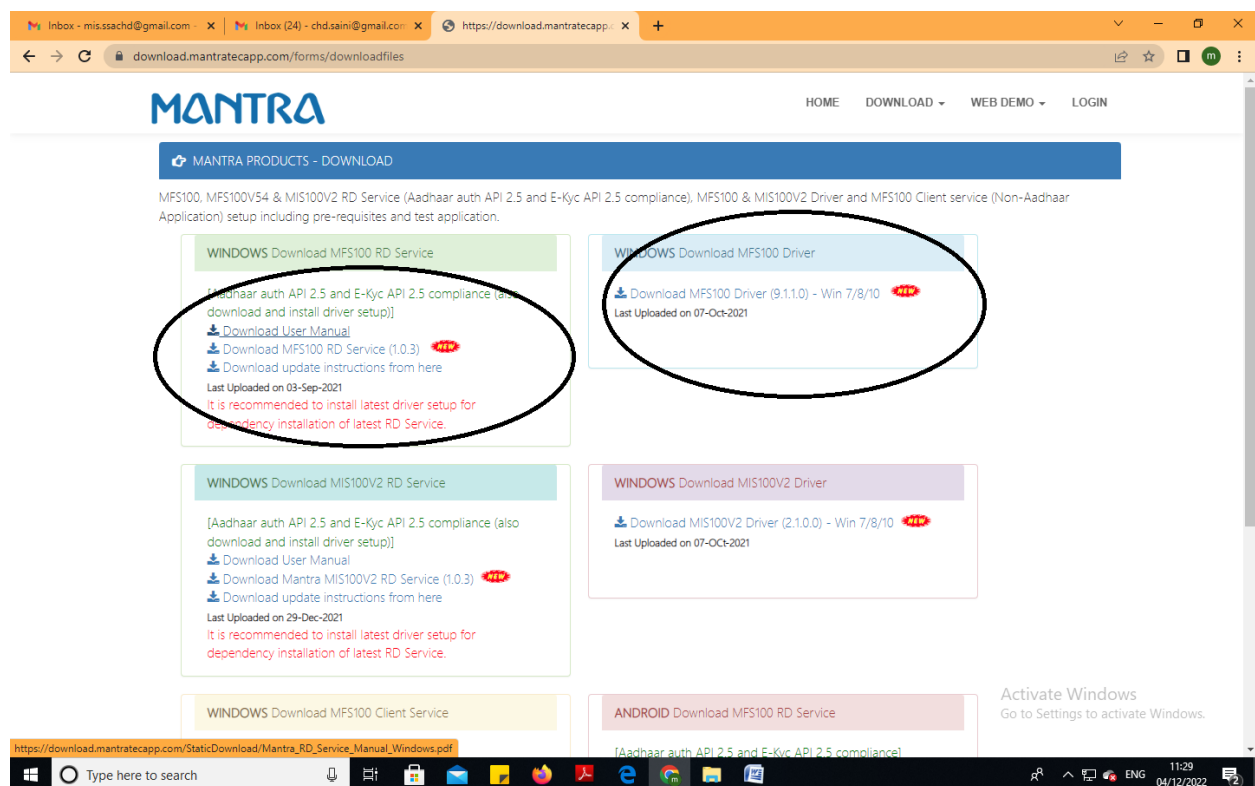 Inbox - mis.ssachd@gmail.com -
Inbox (24) - chd.saini@gmail.com
https://download.mantratecapp.c
download.mantratecapp.com/forms/downloadfiles
m
MANTRA
HOME DOWNLOAD WEB DEMO LOGIN
MANTRA PRODUCTS - DOWNLOAD
MFS100, MFS100V54 & MIS100V2 RD Service (Aadhaar auth API 2.5 and E-Kyc API 2.5 compliance), MFS100 & MIS100V2 Driver and MFS100 Client service (Non-Aadhaar
Application) setup including pre-requisites and test application.
WINDOWS Download MFS100 RD Service
[Aadhaar auth API 2.5 and E-Kyc API 2.5 compliance (also
download and install driver setup)]
Download User Manual
Download MFS100 RD Service (1.0.3) NEW
Download update instructions from here
Last Uploaded on 03-Sep-2021
It is recommended to install latest driver setup for
dependency installation of latest RD Service.
WINDOWS Download MFS100 Driver
Download MFS100 Driver (9.1.1.0) - Win 7/8/10 NEW
Last Uploaded on 07-Oct-2021
WINDOWS Download MIS100V2 RD Service
[Aadhaar auth API 2.5 and E-Kyc API 2.5 compliance (also
download and install driver setup)]
Download User Manual
Download Mantra MIS100V2 RD Service (1.0.3) NEW
Download update instructions from here
Last Uploaded on 29-Dec-2021
It is recommended to install latest driver setup for
dependency installation of latest RD Service.
WINDOWS Download MIS100V2 Driver
Download MIS100V2 Driver (2.1.0.0) - Win 7/8/10 NEW
Last Uploaded on 07-OCt-2021
WINDOWS Download MFS100 Client Service
ANDROID Download MFS100 RD Service
[Aadhaar auth API 2.5 and E-Kyc API 2.5 compliance]
Activate Windows
Go to Settings to activate Windows.
https://download.mantratecapp.com/StaticDownload/Mantra_RD_Service_Manual_Windows.pdf
Type here to search
ENG
11:29
04/12/2022
2